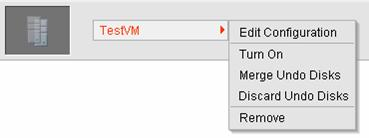 TestVM
Edit Configuration
Turn On
Merge Undo Disks
Discard Undo Disks
Remove